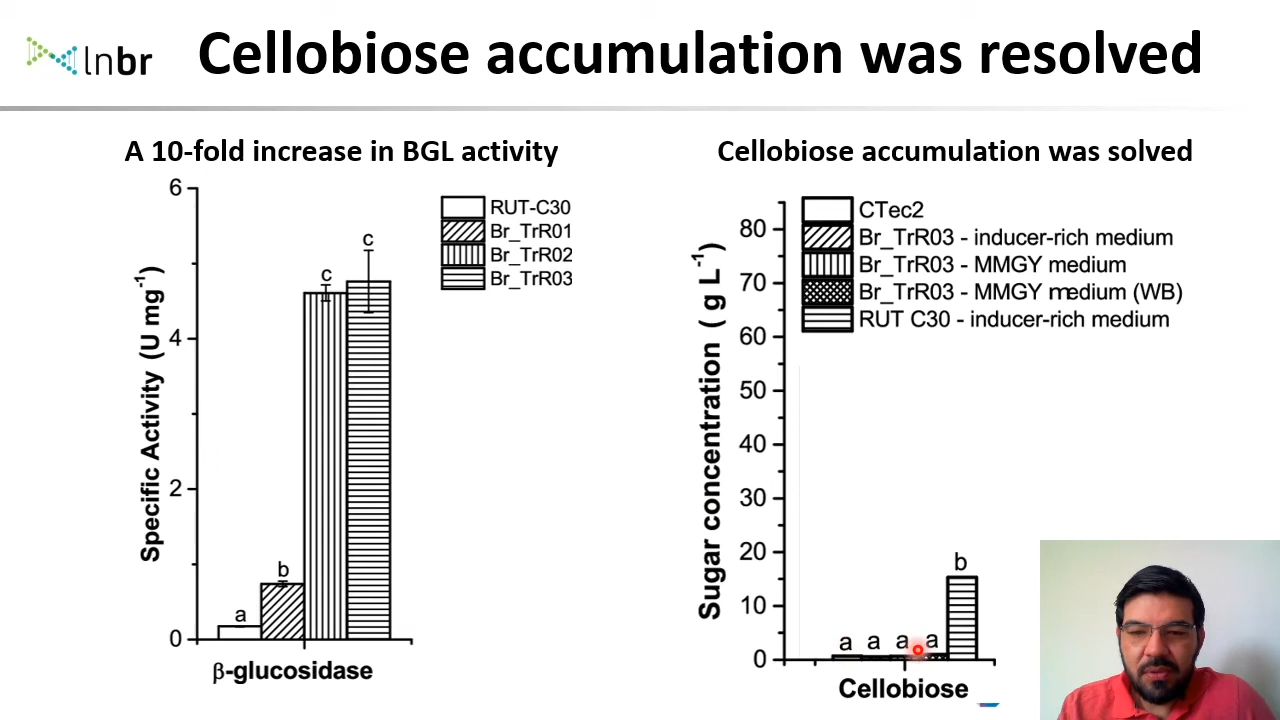 lnbr
Cellobiose accumulation was resolved
A 10-fold increase in BGL activity
6
4
2
0
Specific Activity (U mg⁻¹)
a
b
c
c
RUT-C30
Br_TrR01
Br_TrR02
Br_TrR03
β-glucosidase
Cellobiose accumulation was solved
80
70
60
50
40
30
20
10
0
Sugar concentration ( g L⁻¹)
CTec2
Br_TrR03 - inducer-rich medium
Br_TrR03 - MMGY medium
Br_TrR03 - MMGY medium (WB)
RUT C30 - inducer-rich medium
a
a
a
a
b
Cellobiose